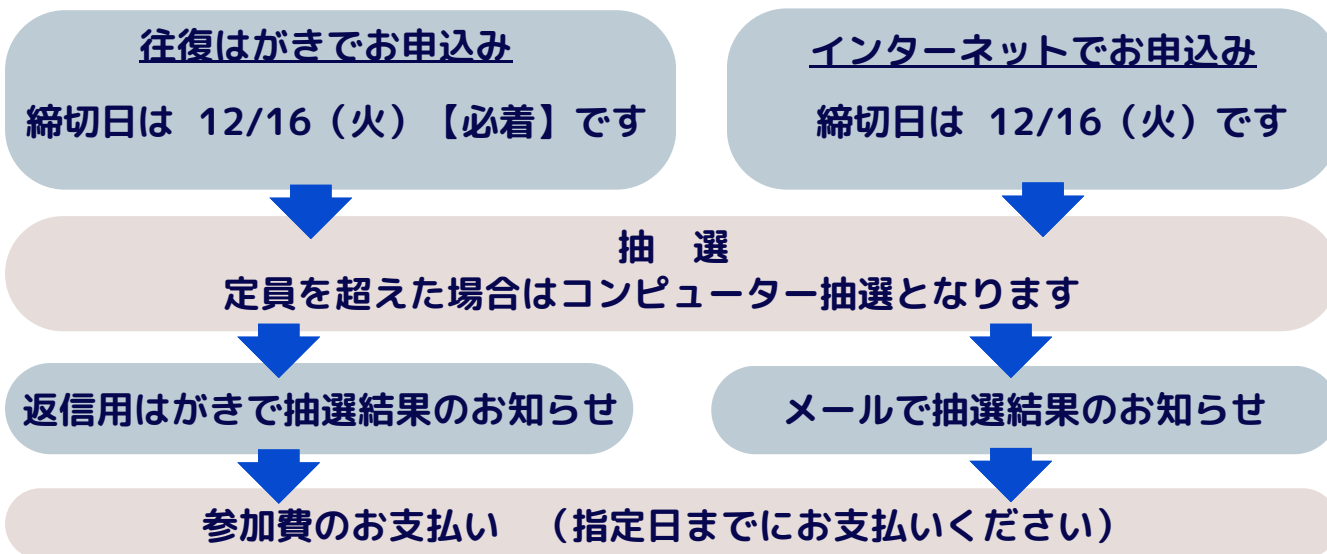 往復はがきでお申込み
締切日は 12/16（火）【必着】です
インターネットでお申込み
締切日は 12/16（火）です
抽　選
定員を超えた場合はコンピューター抽選となります
返信用はがきで抽選結果のお知らせ
メールで抽選結果のお知らせ
参加費のお支払い　（指定日までにお支払いください）